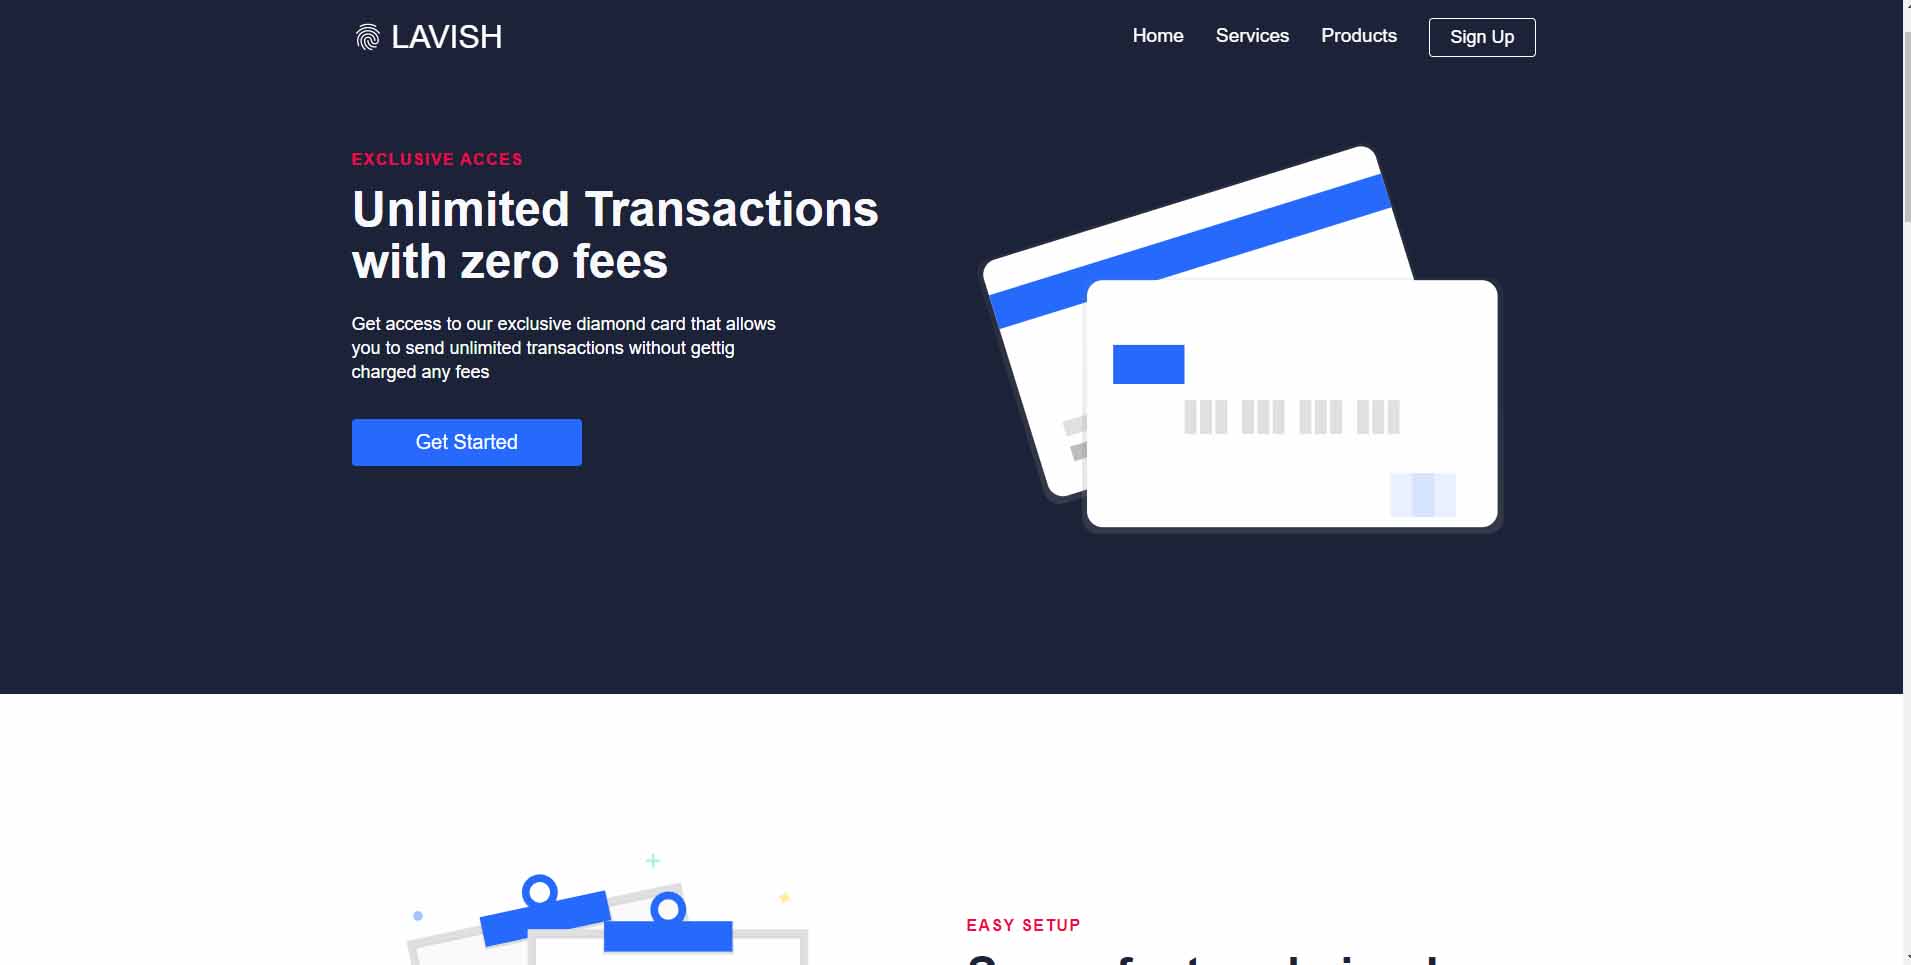 LAVISH
Home Services Products Sign Up
EXCLUSIVE ACCES
Unlimited Transactions
with zero fees
Get access to our exclusive diamond card that allows
you to send unlimited transactions without gettig
charged any fees
Get Started
EASY SETUP